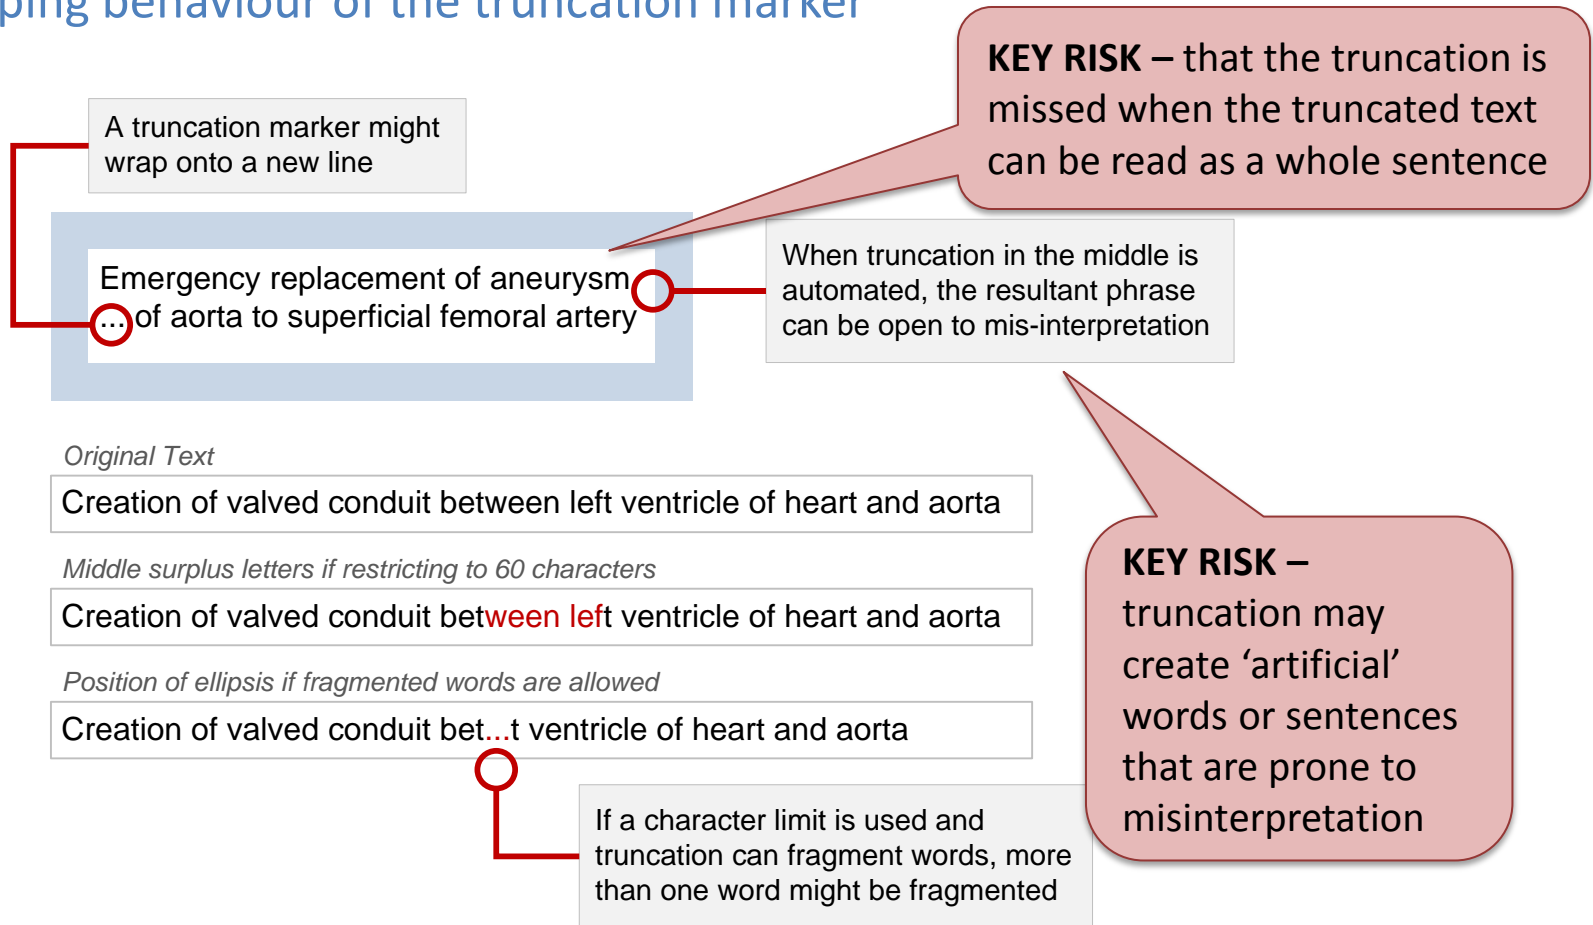 ping behaviour of the truncation marker
KEY RISK – that the truncation is
missed when the truncated text
can be read as a whole sentence
A truncation marker might
wrap onto a new line
Emergency replacement of aneurysm
... of aorta to superficial femoral artery
When truncation in the middle is
automated, the resultant phrase
can be open to mis-interpretation
Original Text
Creation of valved conduit between left ventricle of heart and aorta
Middle surplus letters if restricting to 60 characters
Creation of valved conduit between left ventricle of heart and aorta
Position of ellipsis if fragmented words are allowed
Creation of valved conduit bet...t ventricle of heart and aorta
If a character limit is used and
truncation can fragment words, more
than one word might be fragmented
KEY RISK –
truncation may
create ‘artificial’
words or sentences
that are prone to
misinterpretation